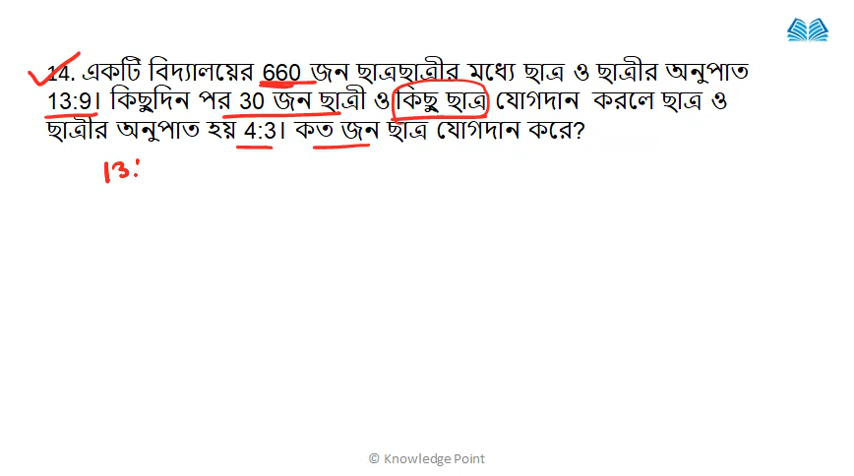 14. একটি বিদ্যালয়ের 660 জন ছাত্রছাত্রীর মধ্যে ছাত্র ও ছাত্রীর অনুপাত
13:9। কিছুদিন পর 30 জন ছাত্রী ও কিছু ছাত্র যোগদান করলে ছাত্র ও
ছাত্রীর অনুপাত হয় 4:3। কত জন ছাত্র যোগদান করে?
13:
© Knowledge Point